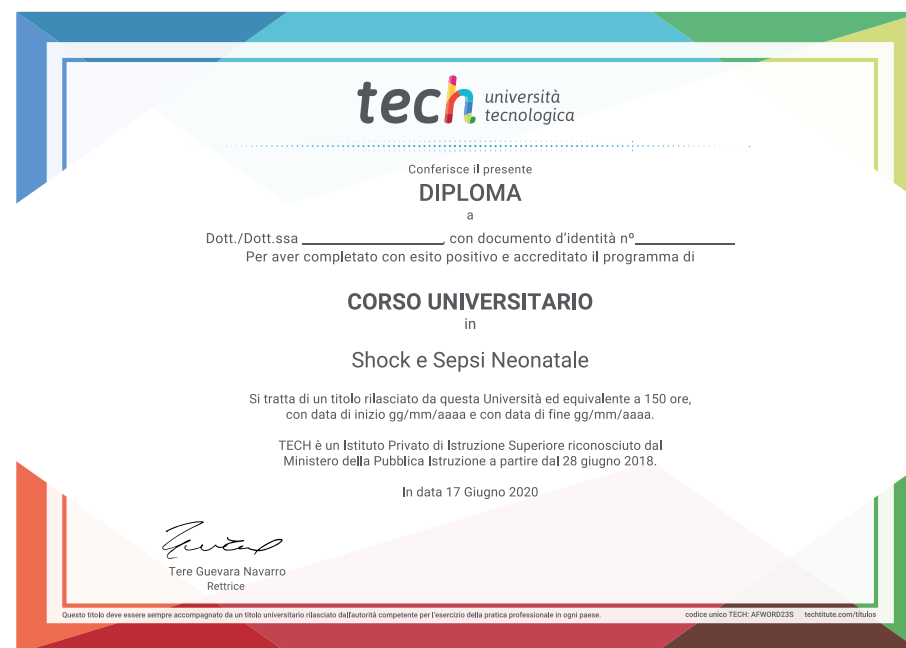 tech università
tecnologica
Conferisce il presente
DIPLOMA
a
Dott./Dott.ssa ____________________, con documento d'identità nº______________
Per aver completato con esito positivo e accreditato il programma di
CORSO UNIVERSITARIO
in
Shock e Sepsi Neonatale
Si tratta di un titolo rilasciato da questa Università ed equivalente a 150 ore,
con data di inizio gg/mm/aaaa e con data di fine gg/mm/aaaa.
TECH è un Istituto Privato di Istruzione Superiore riconosciuto dal
Ministero della Pubblica Istruzione a partire dal 28 giugno 2018.
In data 17 Giugno 2020
Tere Guevara Navarro
Rettrice
Questo titolo deve essere sempre accompagnato da un titolo universitario rilasciato dall'autorità competente per l'esercizio della pratica professionale in ogni paese.
codice unico TECH: AFWORD23S techtitute.com/titulos